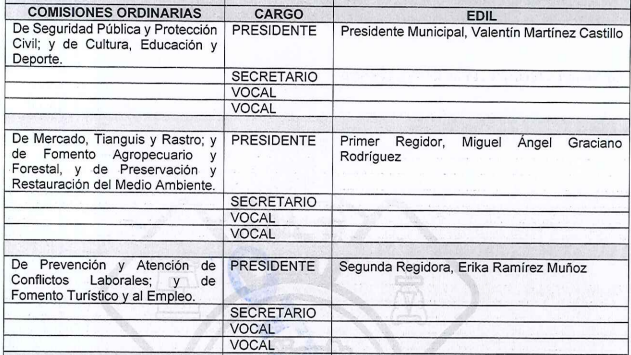 COMISIONES ORDINARIAS CARGO EDIL
De Seguridad Pública y Protección PRESIDENTE Presidente Municipal, Valentín Martínez Castillo
Civil; y de Cultura, Educación y
Deporte.
SECRETARIO
VOCAL
VOCAL
De Mercado, Tianguis y Rastro; y PRESIDENTE Primer Regidor, Miguel Ángel Graciano
de Fomento Agropecuario y Rodríguez
Forestal, y de Preservación y
Restauración del Medio Ambiente.
SECRETARIO
VOCAL
VOCAL
De Prevención y Atención de PRESIDENTE Segunda Regidora, Erika Ramírez Muñoz
Conflictos Laborales; y de
Fomento Turístico y al Empleo.
SECRETARIO
VOCAL
VOCAL